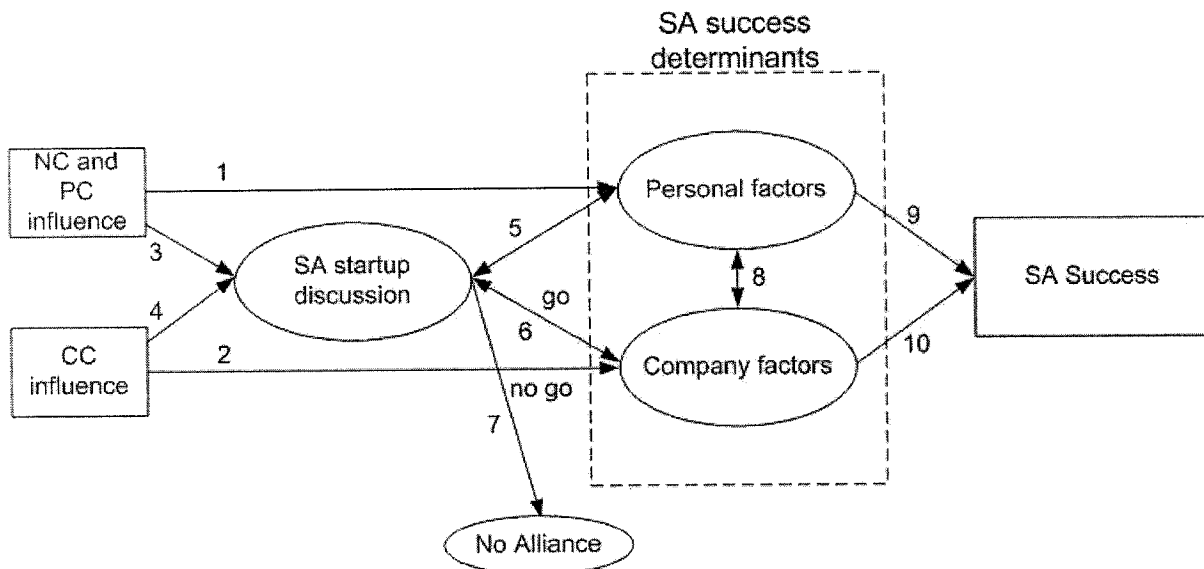 SA success
determinants
NC and
PC
influence
1
3
Personal factors
5
9
SA startup
discussion
go
8
SA Success
4
6
CC
influence
2
no go
Company factors
10
7
No Alliance